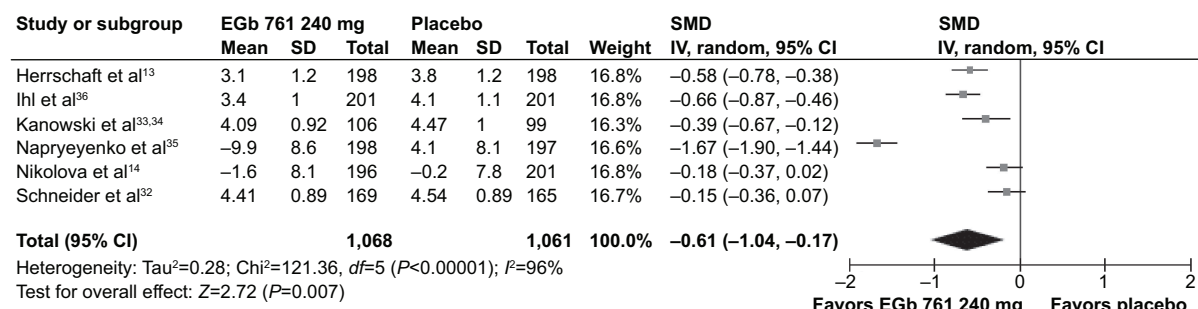 Study or subgroup EGb 761 240 mg Placebo SMD SMD
Mean SD Total Mean SD Total Weight IV, random, 95% CI IV, random, 95% CI
Herrschaft et al¹³ 3.1 1.2 198 3.8 1.2 198 16.8% –0.58 (–0.78, –0.38)
Ihl et al³⁶ 3.4 1 201 4.1 1.1 201 16.8% –0.66 (–0.87, –0.46)
Kanowski et al³³,³⁴ 4.09 0.92 106 4.47 1 99 16.3% –0.39 (–0.67, –0.12)
Napryeyenko et al³⁵ –9.9 8.6 198 4.1 8.1 197 16.6% –1.67 (–1.90, –1.44)
Nikolova et al¹⁴ –1.6 8.1 196 –0.2 7.8 201 16.8% –0.18 (–0.37, 0.02)
Schneider et al³² 4.41 0.89 169 4.54 0.89 165 16.7% –0.15 (–0.36, 0.07)
Total (95% CI) 1,068 1,061 100.0% –0.61 (–1.04, –0.17)
Heterogeneity: Tau²=0.28; Chi²=121.36, df=5 (P<0.00001); I²=96%
Test for overall effect: Z=2.72 (P=0.007)
–2 –1 0 1 2
Favors EGb 761 240 mg Favors placebo